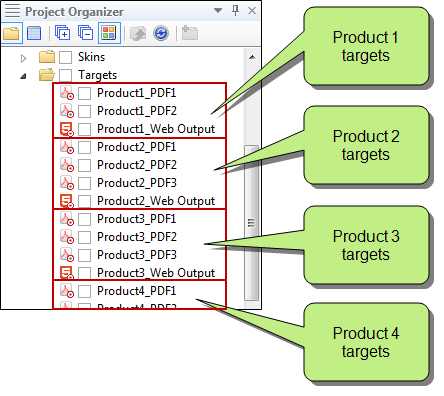 Project Organizer
Skins
Targets
Product1_PDF1
Product1_PDF2
Product1_Web Output
Product2_PDF1
Product2_PDF2
Product2_PDF3
Product2_Web Output
Product3_PDF1
Product3_PDF2
Product3_PDF3
Product3_Web Output
Product4_PDF1
Product 1
targets
Product 2
targets
Product 3
targets
Product 4
targets